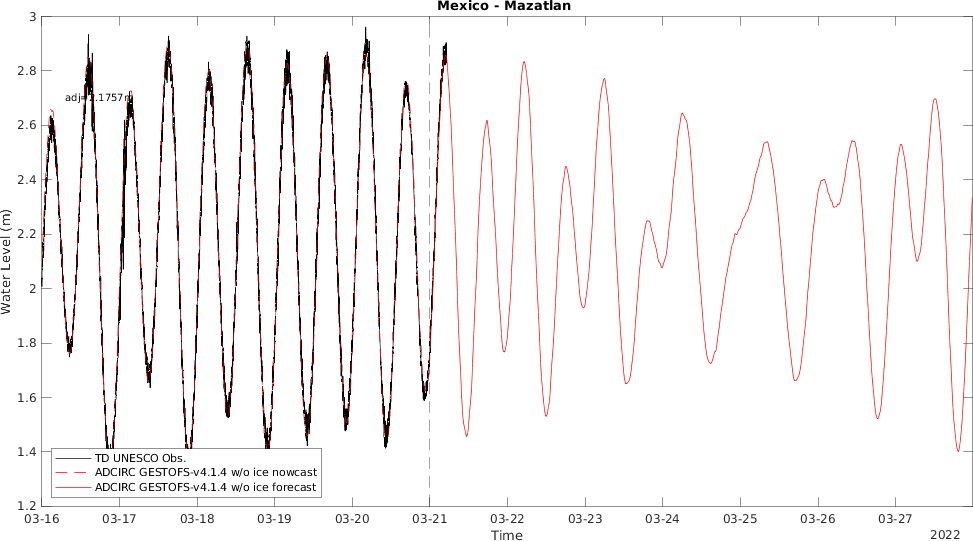 Mexico - Mazatlan
3
2.8
2.6
2.4
2.2
2
1.8
1.6
1.4
1.2
Water Level (m)
adj=2.1757m
TD UNESCO Obs.
ADCIRC GESTOFS-v4.1.4 w/o ice nowcast
ADCIRC GESTOFS-v4.1.4 w/o ice forecast
03-16 03-17 03-18 03-19 03-20 03-21 03-22 03-23 03-24 03-25 03-26 03-27
Time
2022